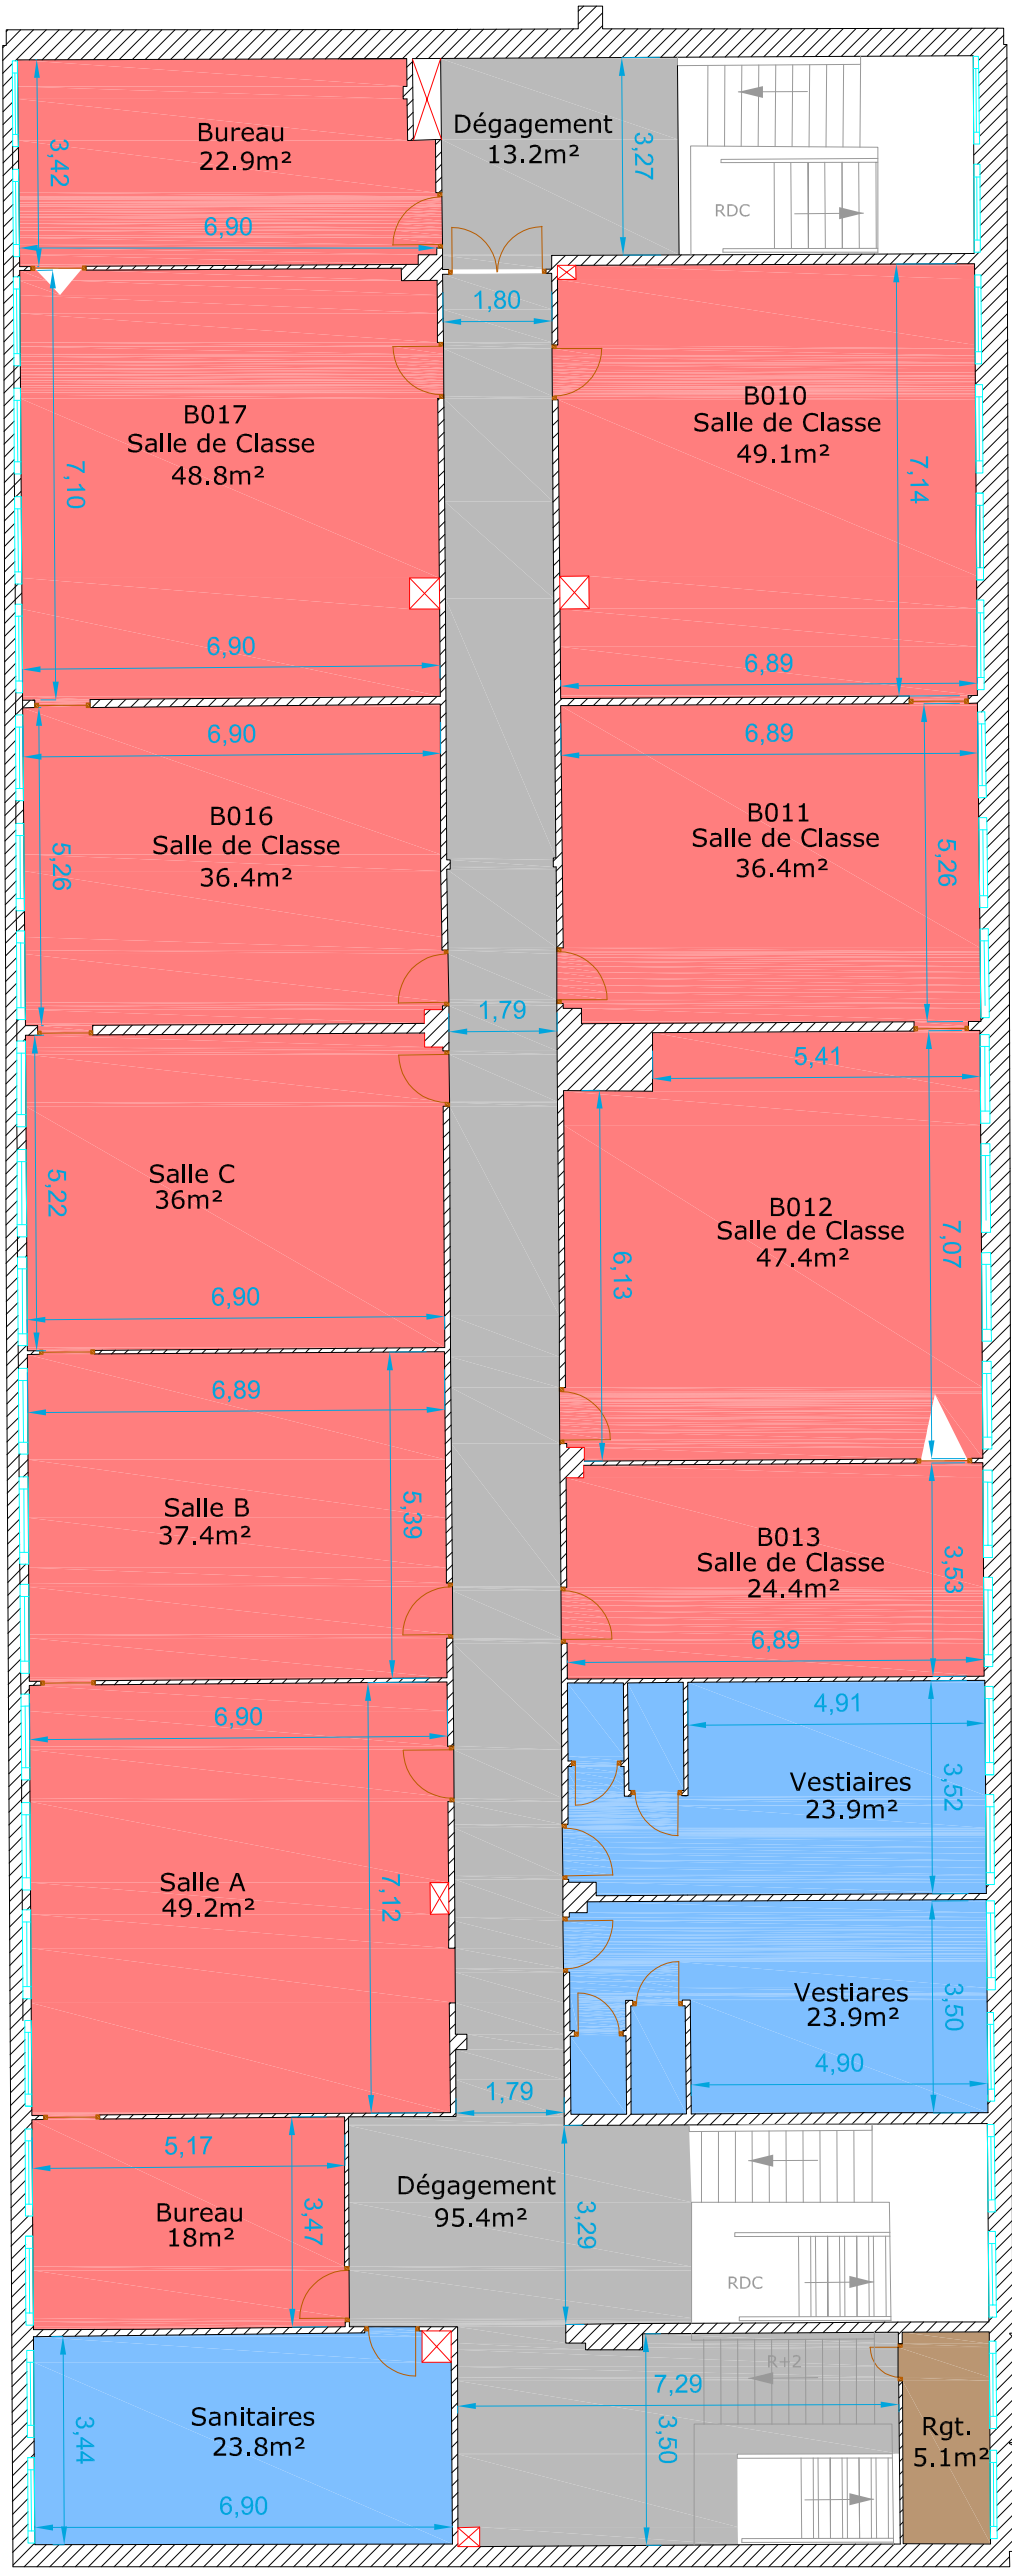 Bureau
22.9m²
3,42
6,90
Dégagement
13.2m²
3,27
RDC
1,80
B017
Salle de Classe
48.8m²
7,10
6,90
B010
Salle de Classe
49.1m²
7,14
6,89
6,90
B016
Salle de Classe
36.4m²
5,26
6,89
B011
Salle de Classe
36.4m²
5,26
1,79
Salle C
36m²
5,22
6,90
5,41
B012
Salle de Classe
47.4m²
6,13
7,07
6,89
Salle B
37.4m²
5,39
B013
Salle de Classe
24.4m²
3,53
6,89
6,90
Salle A
49.2m²
7,12
4,91
Vestiaires
23.9m²
3,52
Vestiares
23.9m²
3,50
4,90
1,79
5,17
Bureau
18m²
3,47
Dégagement
95.4m²
3,29
RDC
Sanitaires
23.8m²
3,44
6,90
R+2
7,29
3,50
Rgt.
5.1m²